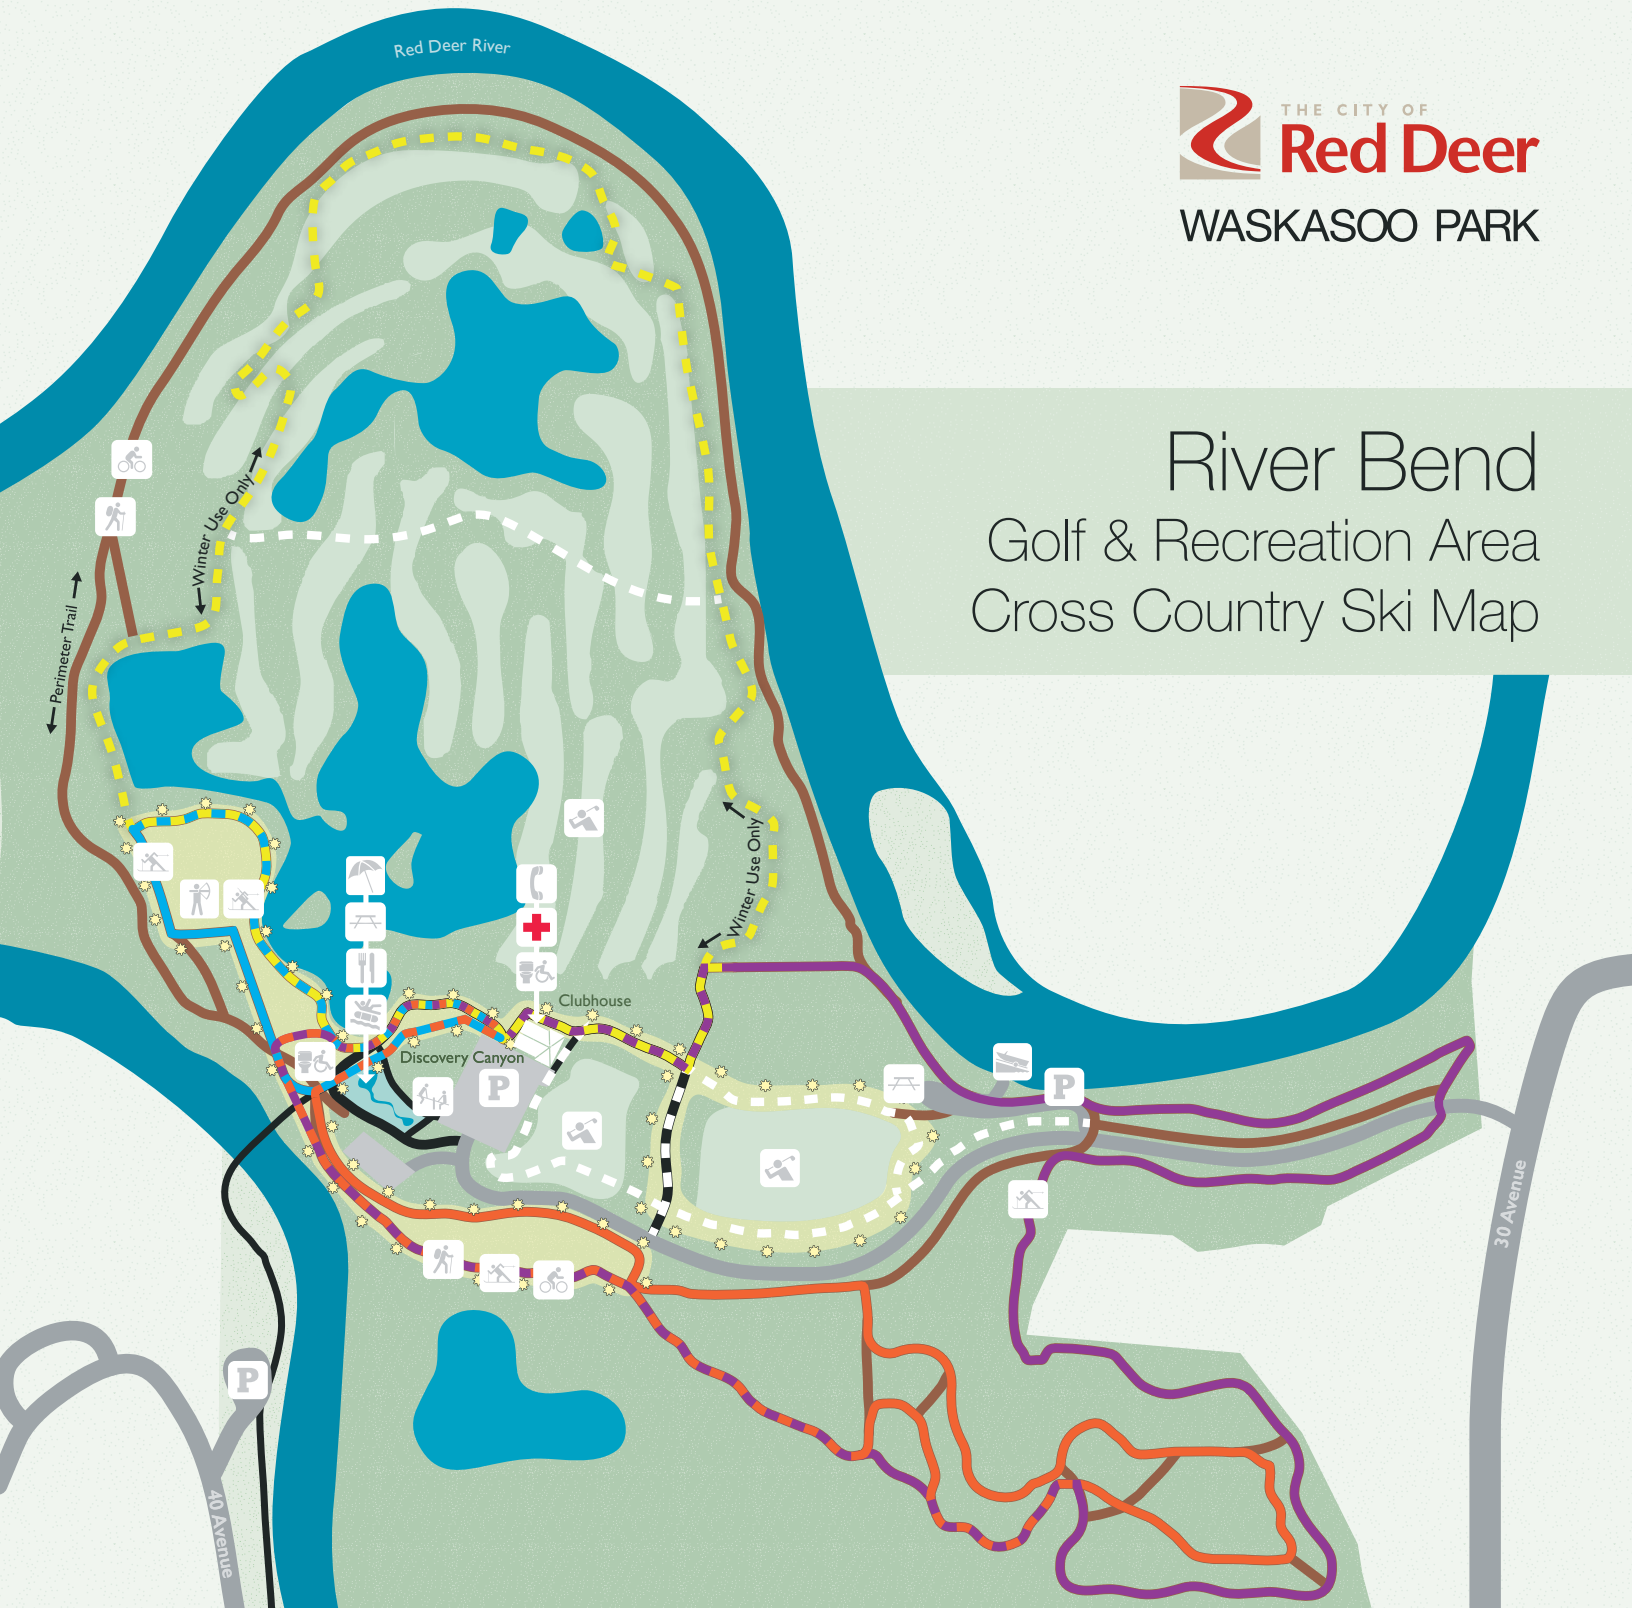 Red Deer River
THE CITY OF
Red Deer
WASKASOO PARK
River Bend
Golf & Recreation Area
Cross Country Ski Map
Winter Use Only
Perimeter Trail
Winter Use Only
Clubhouse
Discovery Canyon
P
P
P
30 Avenue
40 Avenue